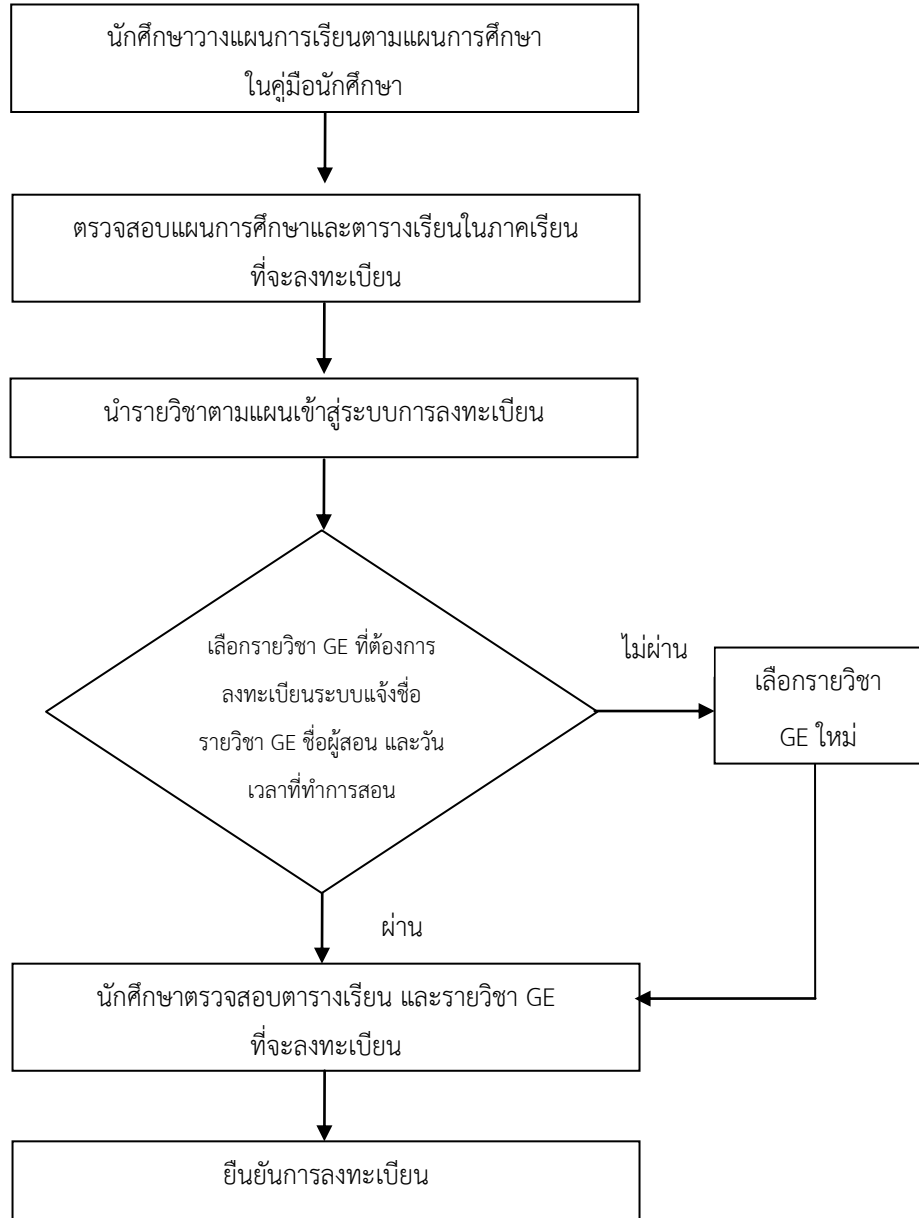 นักศึกษาวางแผนการเรียนตามแผนการศึกษา
ในคู่มือนักศึกษา
ตรวจสอบแผนการศึกษาและตารางเรียนในภาคเรียน
ที่จะลงทะเบียน
นำรายวิชาตามแผนเข้าสู่ระบบการลงทะเบียน
เลือกรายวิชา GE ที่ต้องการ
ลงทะเบียนระบบแจ้งชื่อ
รายวิชา GE ชื่อผู้สอน และวัน
เวลาที่ทำการสอน
ไม่ผ่าน
เลือกรายวิชา
GE ใหม่
ผ่าน
นักศึกษาตรวจสอบตารางเรียน และรายวิชา GE
ที่จะลงทะเบียน
ยืนยันการลงทะเบียน